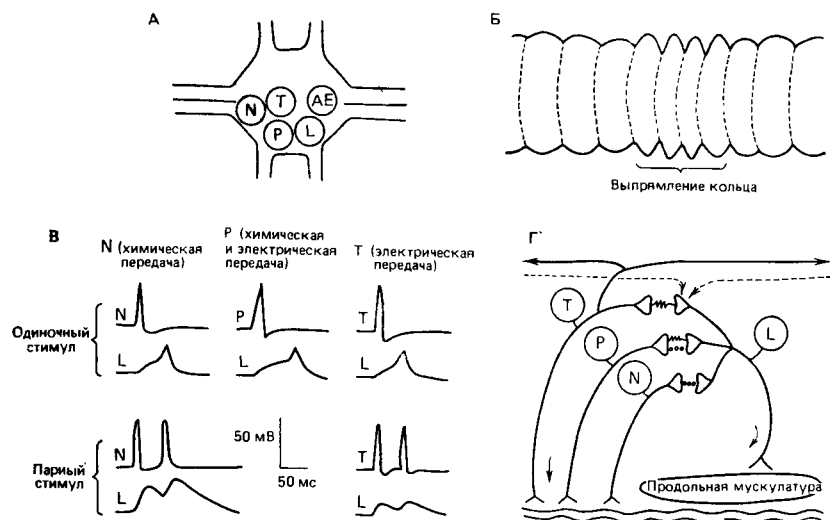 А
N
T
AE
P
L
Б
Выпрямление кольца
В
N (химическая
передача)
P (химическая
и электрическая
передача)
T (электрическая
передача)
Одиночный
стимул
N
L
P
L
T
L
Парный
стимул
N
L
50 мВ
50 мс
T
L
Г
T
P
N
L
Продольная мускулатура